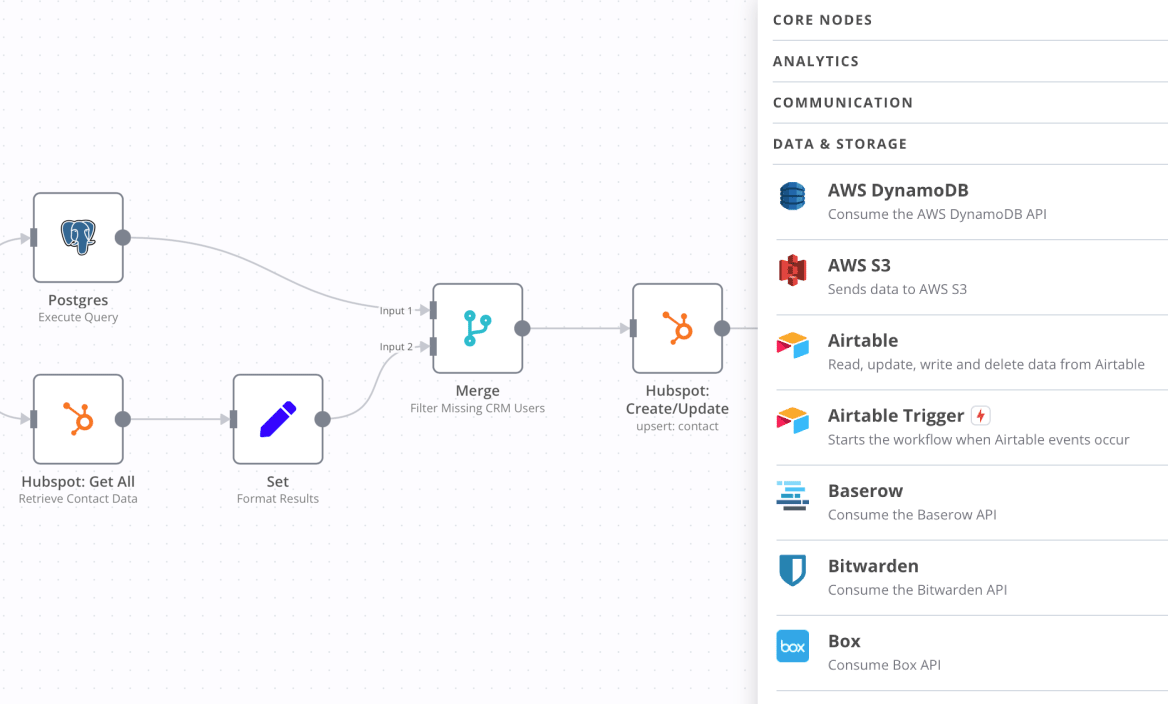 Postgres
Execute Query
Hubspot: Get All
Retrieve Contact Data
Set
Format Results
Input 1
Input 2
Merge
Filter Missing CRM Users
Hubspot:
Create/Update
upsert: contact
CORE NODES
ANALYTICS
COMMUNICATION
DATA & STORAGE
AWS DynamoDB
Consume the AWS DynamoDB API
AWS S3
Sends data to AWS S3
Airtable
Read, update, write and delete data from Airtable
Airtable Trigger
Starts the workflow when Airtable events occur
Baserow
Consume the Baserow API
Bitwarden
Consume the Bitwarden API
box
Box
Consume Box API